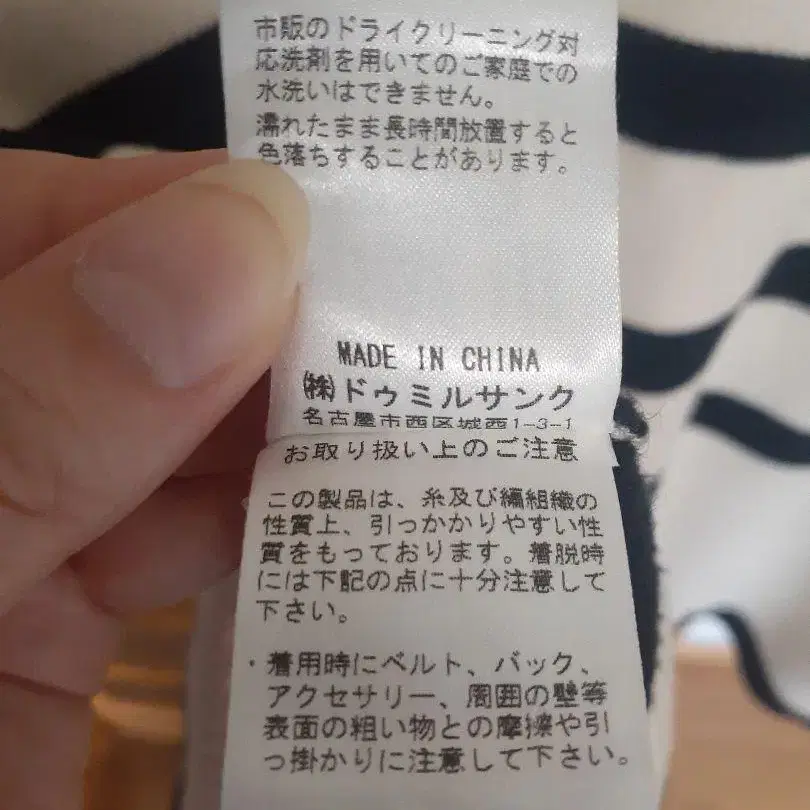 市販のドライクリーニング対
応洗剤を用いてのご家庭での
水洗いはできません。
濡れたまま長時間放置すると
色落ちすることがあります。
MADE IN CHINA
㈱ドゥミルサンク
名古屋市西区城西1-3-1
お取り扱い上のご注意
この製品は、糸及び編組織の
性質上、引っかかりやすい性
質をもっております。着脱時
には下記の点に十分注意して
下さい。
・着用時にベルト、バック、
アクセサリー、周囲の壁等
表面の粗い物との摩擦や引
っ掛かりに注意して下さい。